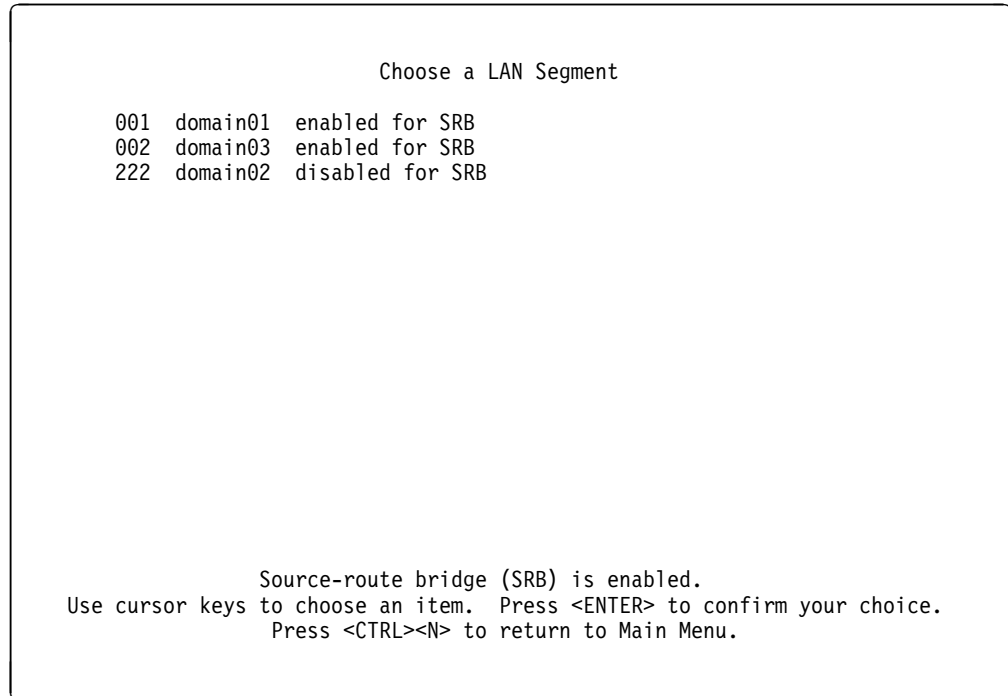 Choose a LAN Segment
001 domain01 enabled for SRB
002 domain03 enabled for SRB
222 domain02 disabled for SRB
Source-route bridge (SRB) is enabled.
Use cursor keys to choose an item. Press <ENTER> to confirm your choice.
Press <CTRL><N> to return to Main Menu.